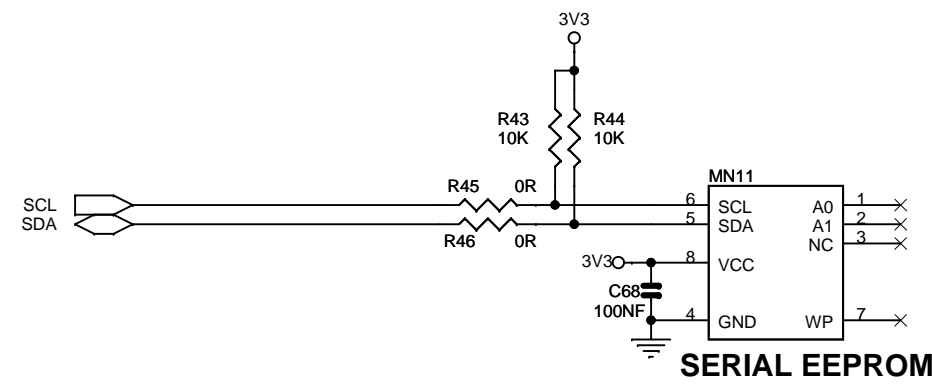 3V3
R43
10K
R44
10K
MN11
R45 0R
SCL
SDA
R46 0R
6 SCL A0 1
5 SDA A1 2
NC 3
3V3
8 VCC
C68
100NF
4 GND WP 7
SERIAL EEPROM